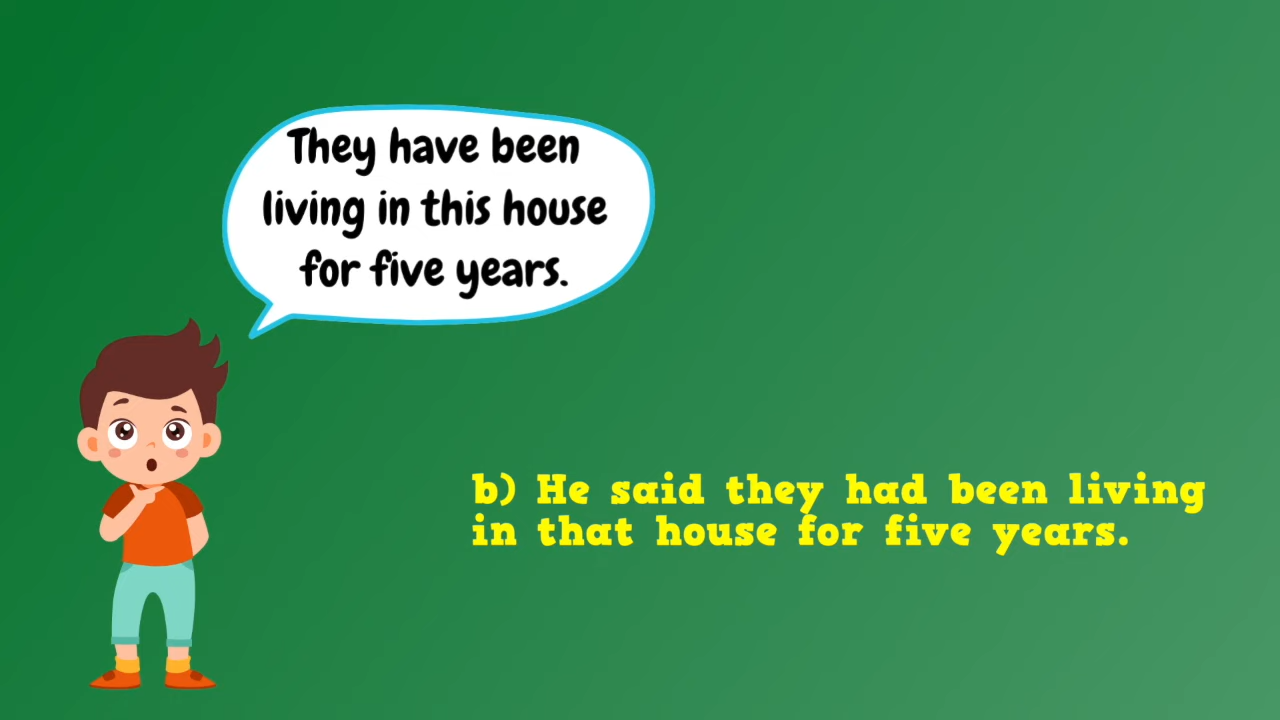 They have been
living in this house
for five years.
b) He said they had been living
in that house for five years.